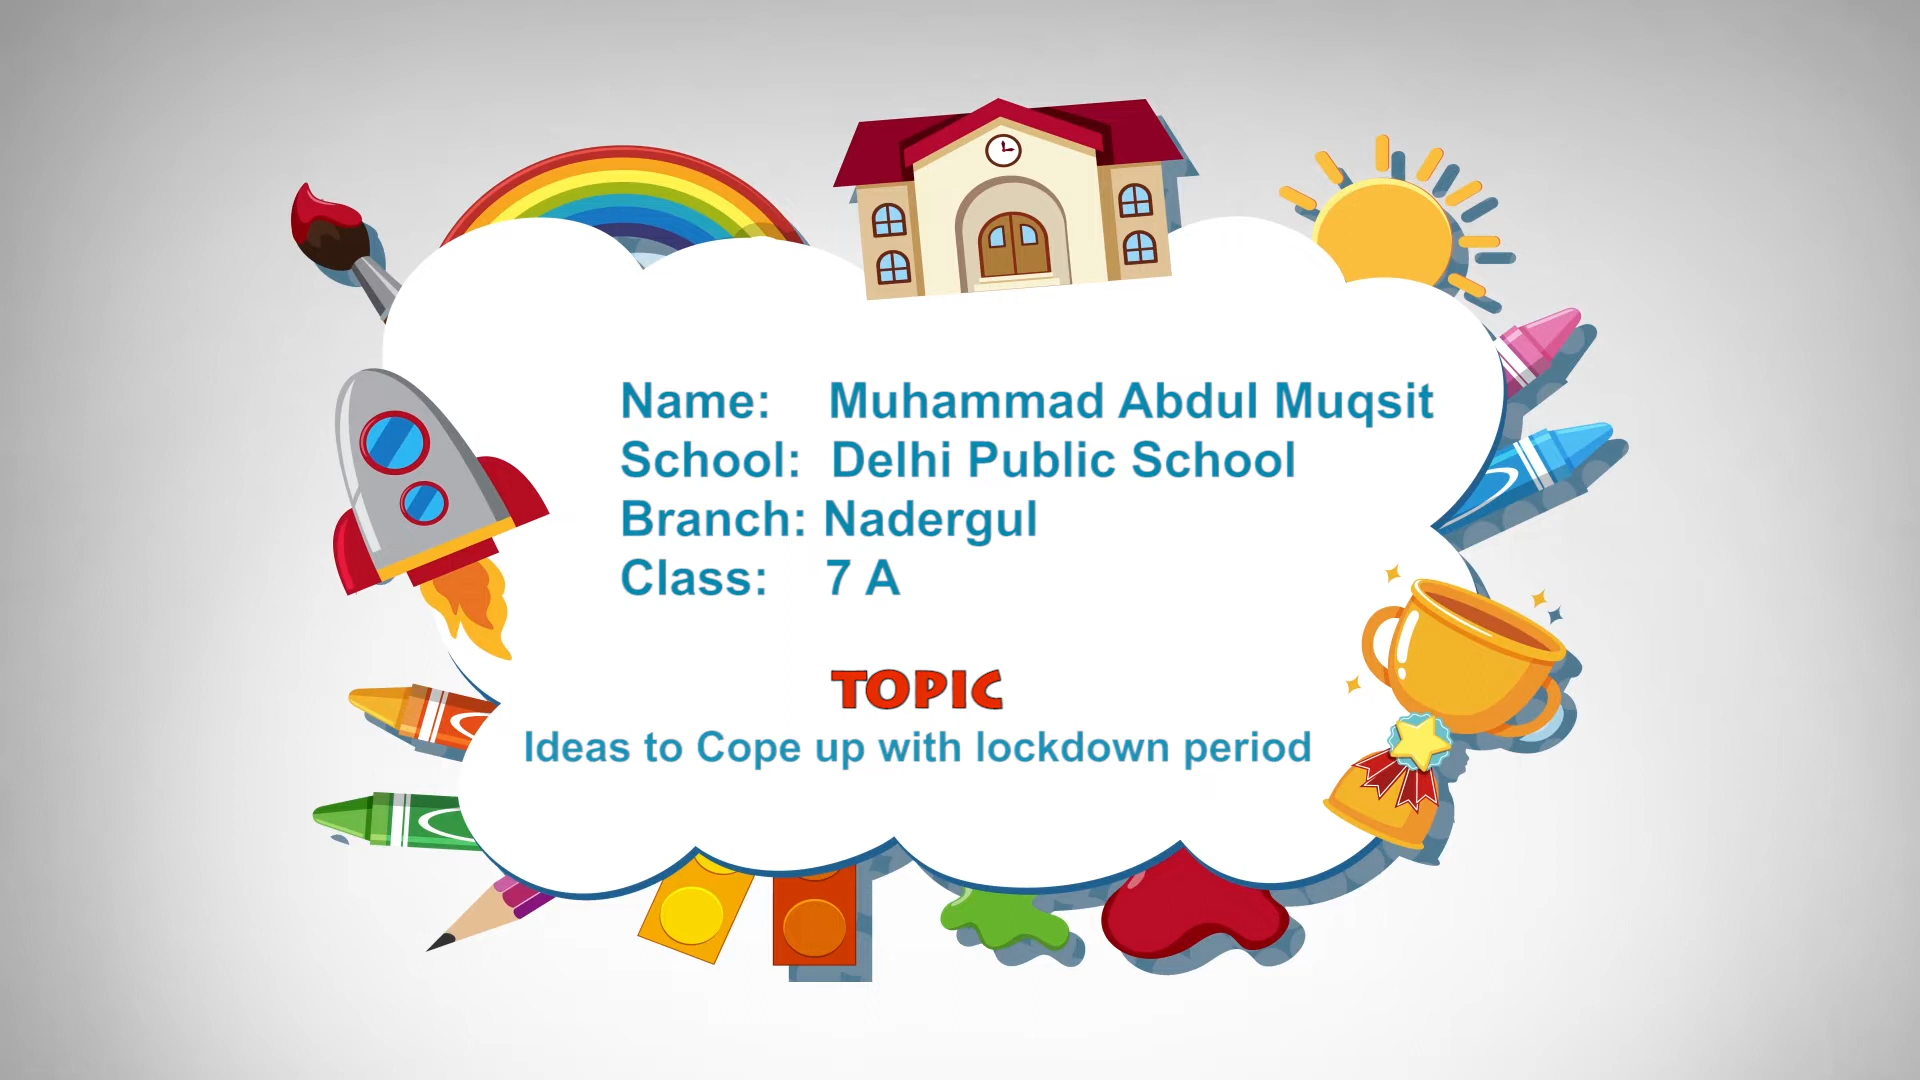 Name: Muhammad Abdul Muqsit
School: Delhi Public School
Branch: Nadergul
Class: 7 A
TOPIC
Ideas to Cope up with lockdown period